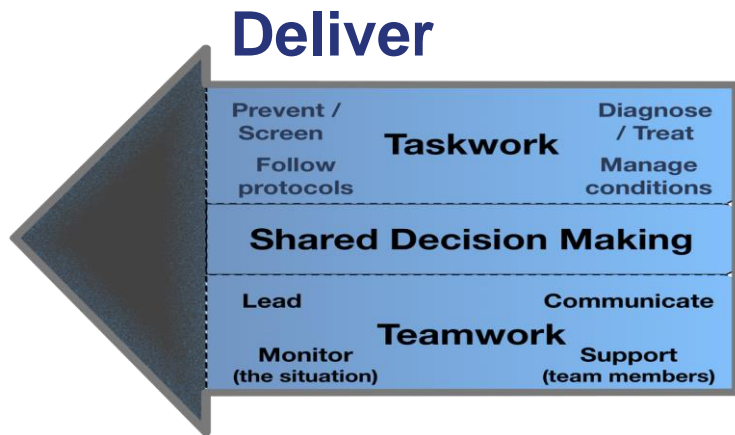 Deliver
Prevent /
Screen
Diagnose
/ Treat
Taskwork
Follow
protocols
Manage
conditions
Shared Decision Making
Lead
Communicate
Teamwork
Monitor
(the situation)
Support
(team members)